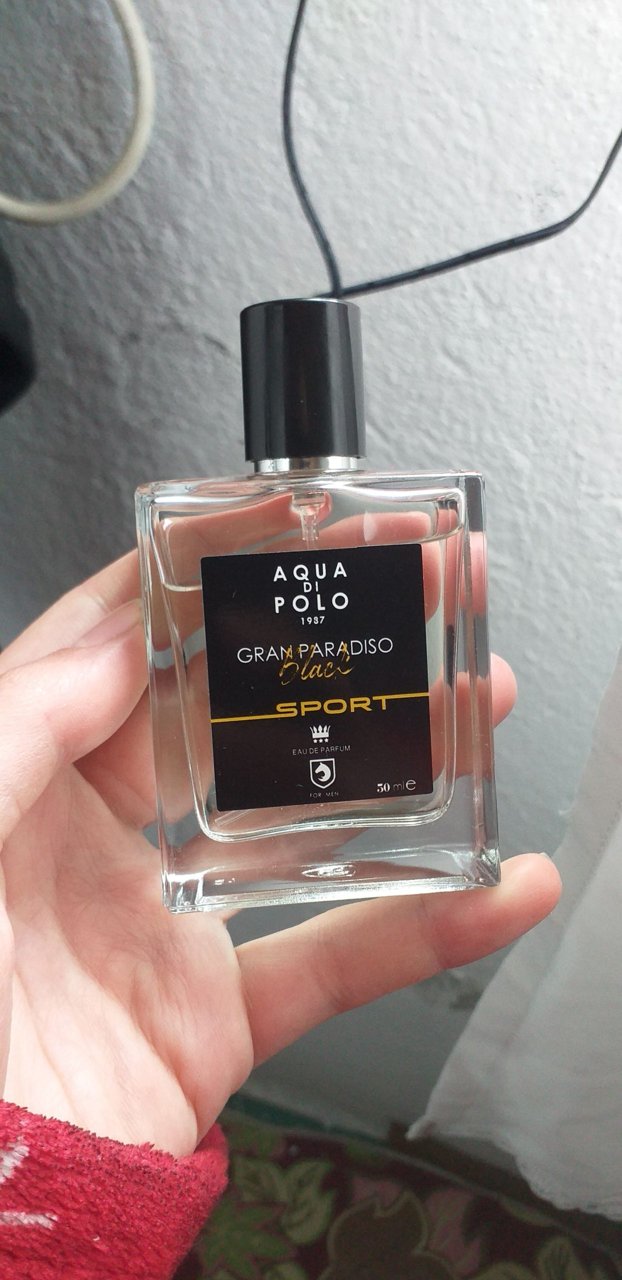 AQUA
DI
POLO
1987
GRAN PARADISO
Black
SPORT
EAU DE PARFUM
FOR MEN
50 ml e